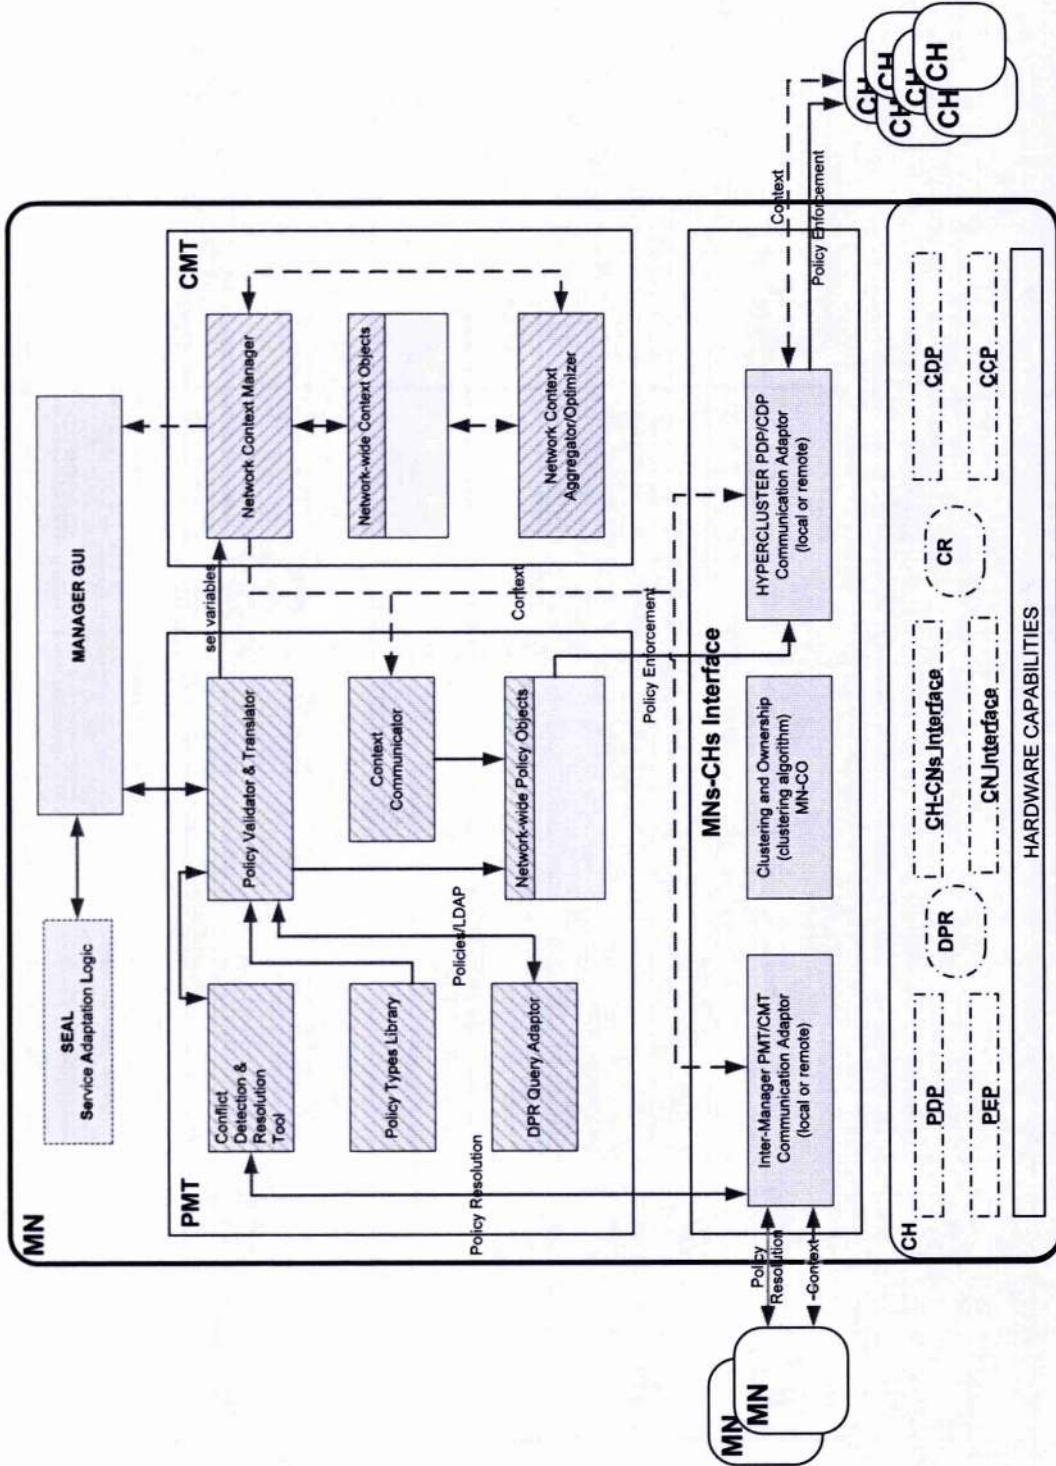 MN
SEAL
Service Adaptation Logic
MANAGER GUI
PMT
Conflict
Detection &
Resolution
Tool
Policy Types Library
DPR Query Adaptor
Policy Validator & Translator
Context
Communicator
Network-wide Policy Objects
Policies/LDAP
Policy Resolution
set variables
CMT
Network Context Manager
Network-wide Context Objects
Network Context
Aggregator/Optimizer
Context
Policy Enforcement
MNs-CHs Interface
Inter-Manager PMT/CMT
Communication Adaptor
(local or remote)
Clustering and Ownership
(clustering algorithm)
MN-CO
HYPERCLUSTER PDP/CDP
Communication Adaptor
(local or remote)
Policy
Resolution
Context
MN
MN
Context
Policy Enforcement
CH
CH
CH
CH
CH
CH
CH
PDP
DPR
CH-CNs Interface
CR
CDP
PEP
CN Interface
CCP
HARDWARE CAPABILITIES